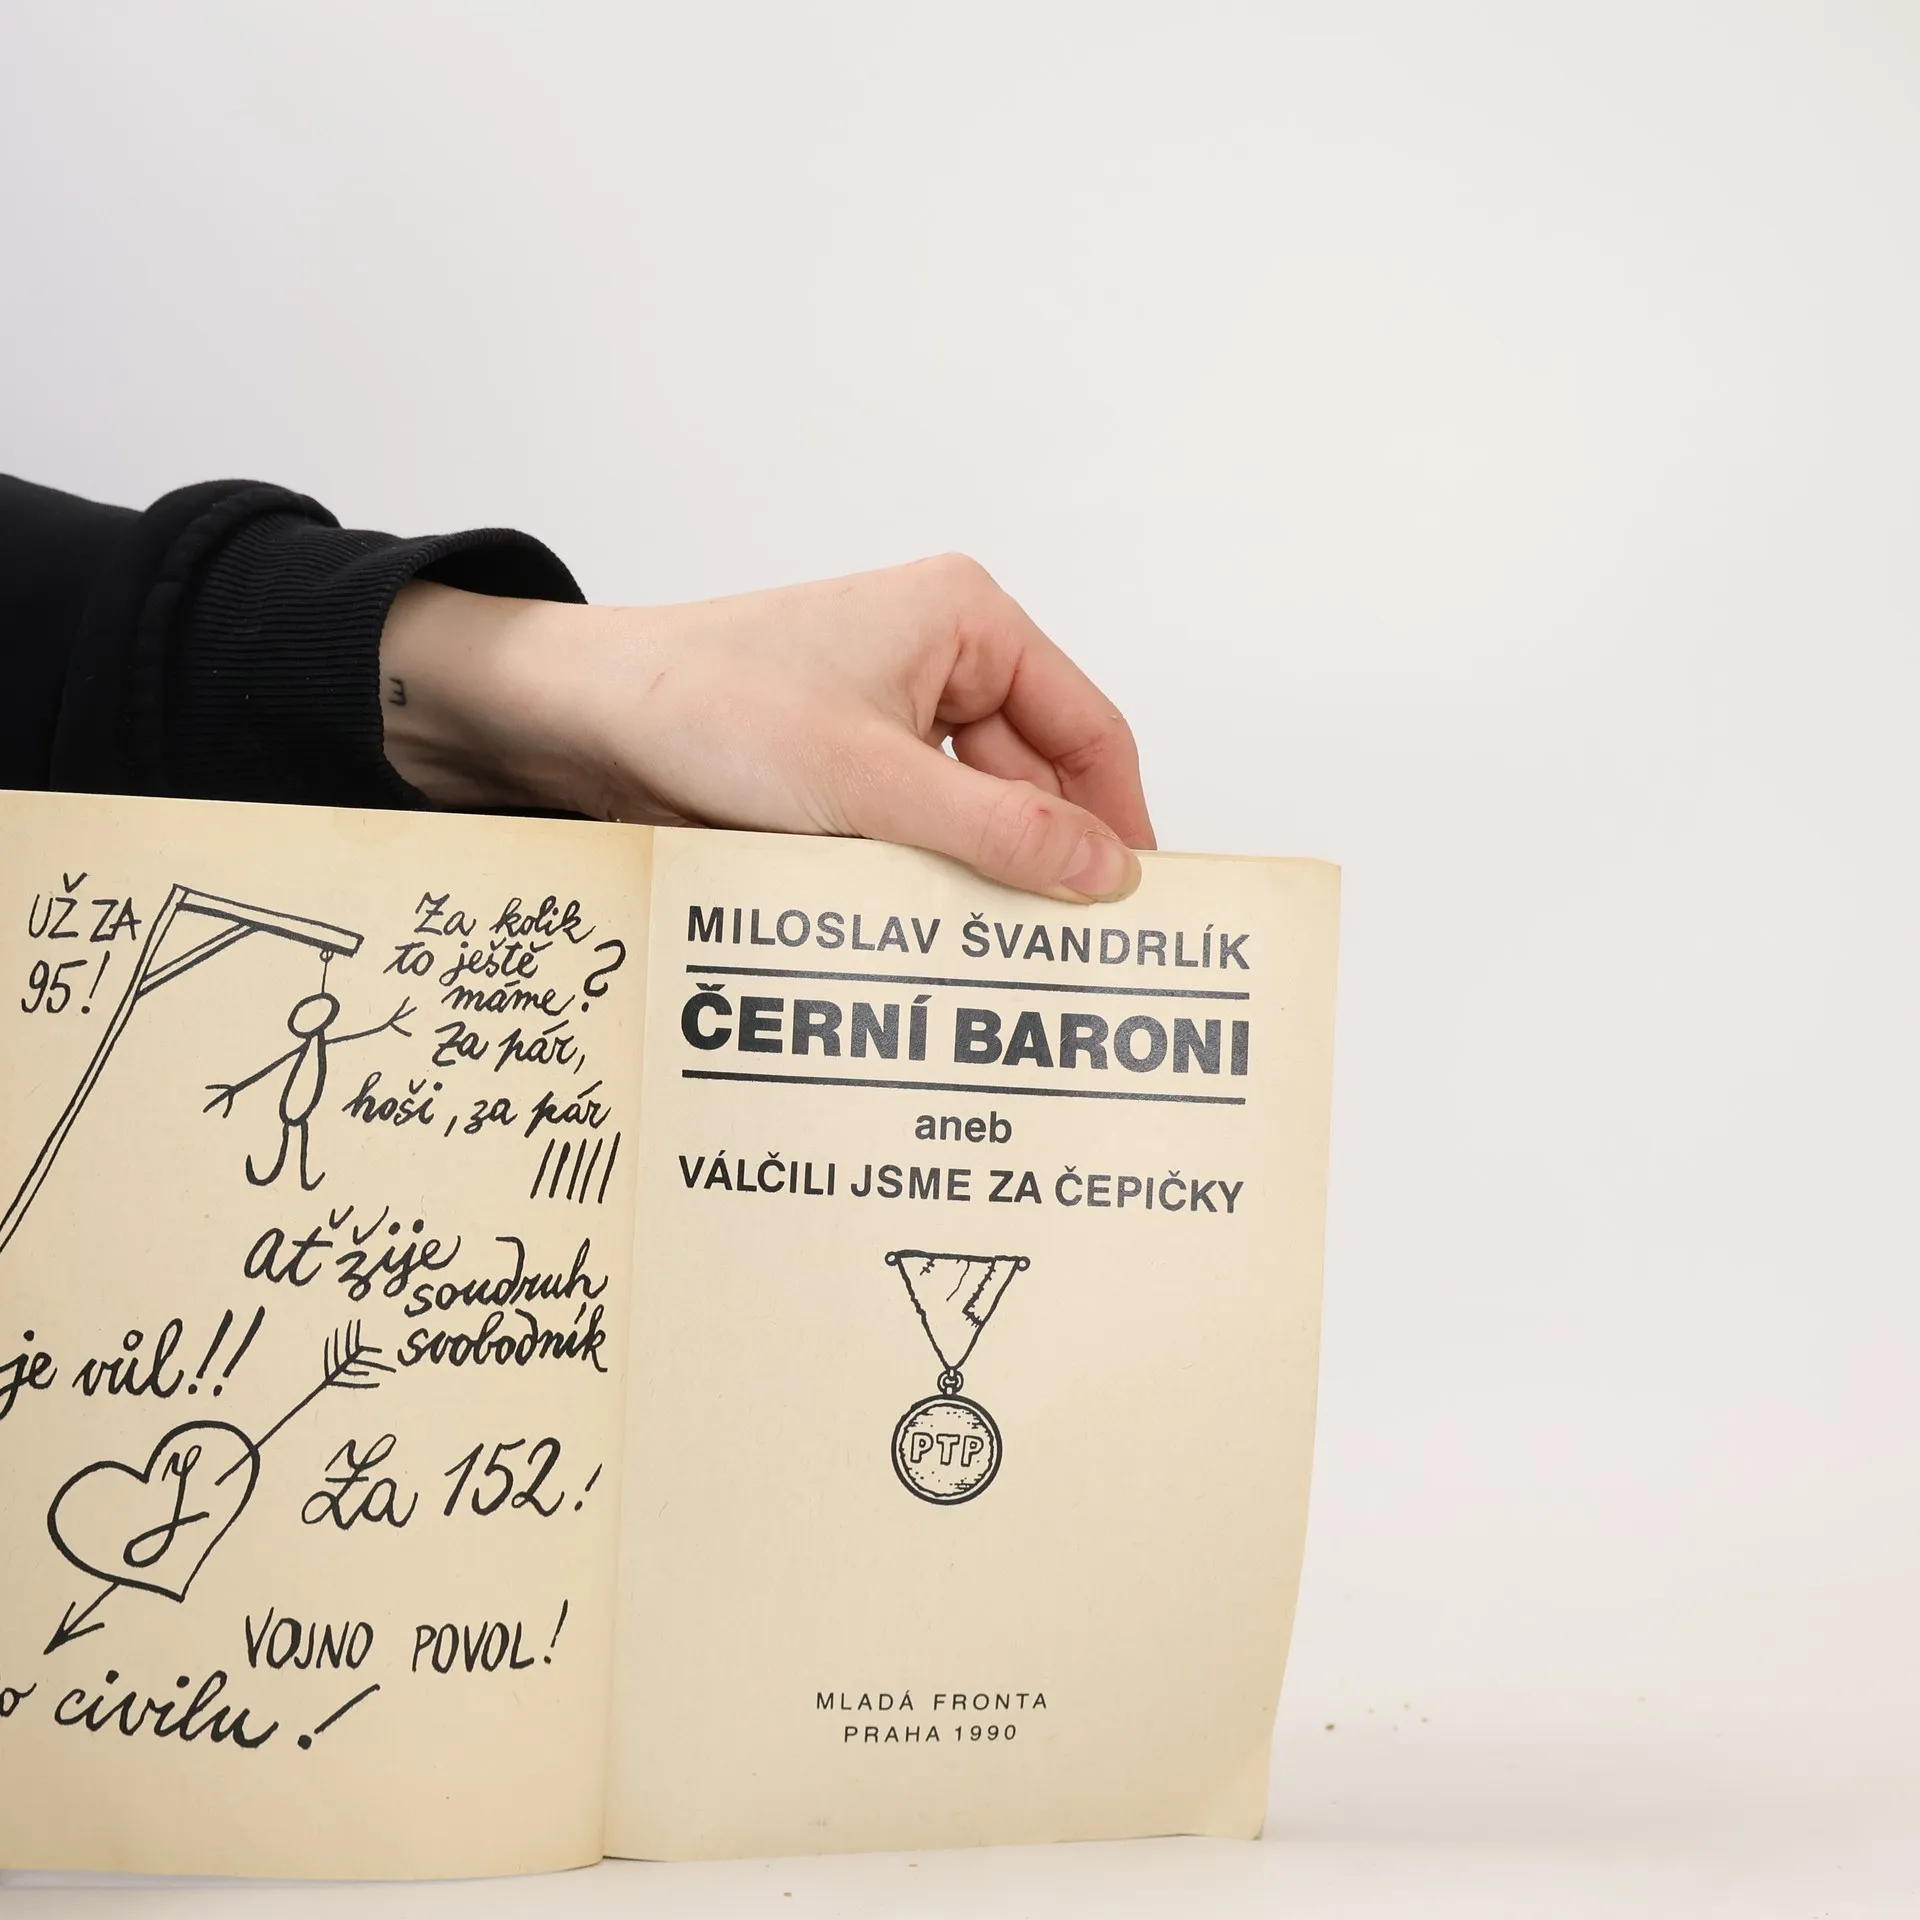 UŽ ZA
95!
Za kolik
to ještě
máme?
Za pár,
hoši, za pár
Ať žije
soudruh
svobodník
je vůl!!
Y
Za 152!
VOJNO POVOL!
o civilu!
MILOSLAV ŠVANDRLÍK
ČERNÍ BARONI
aneb
VÁLČILI JSME ZA ČEPIČKY
PTP
MLADÁ FRONTA
PRAHA 1990